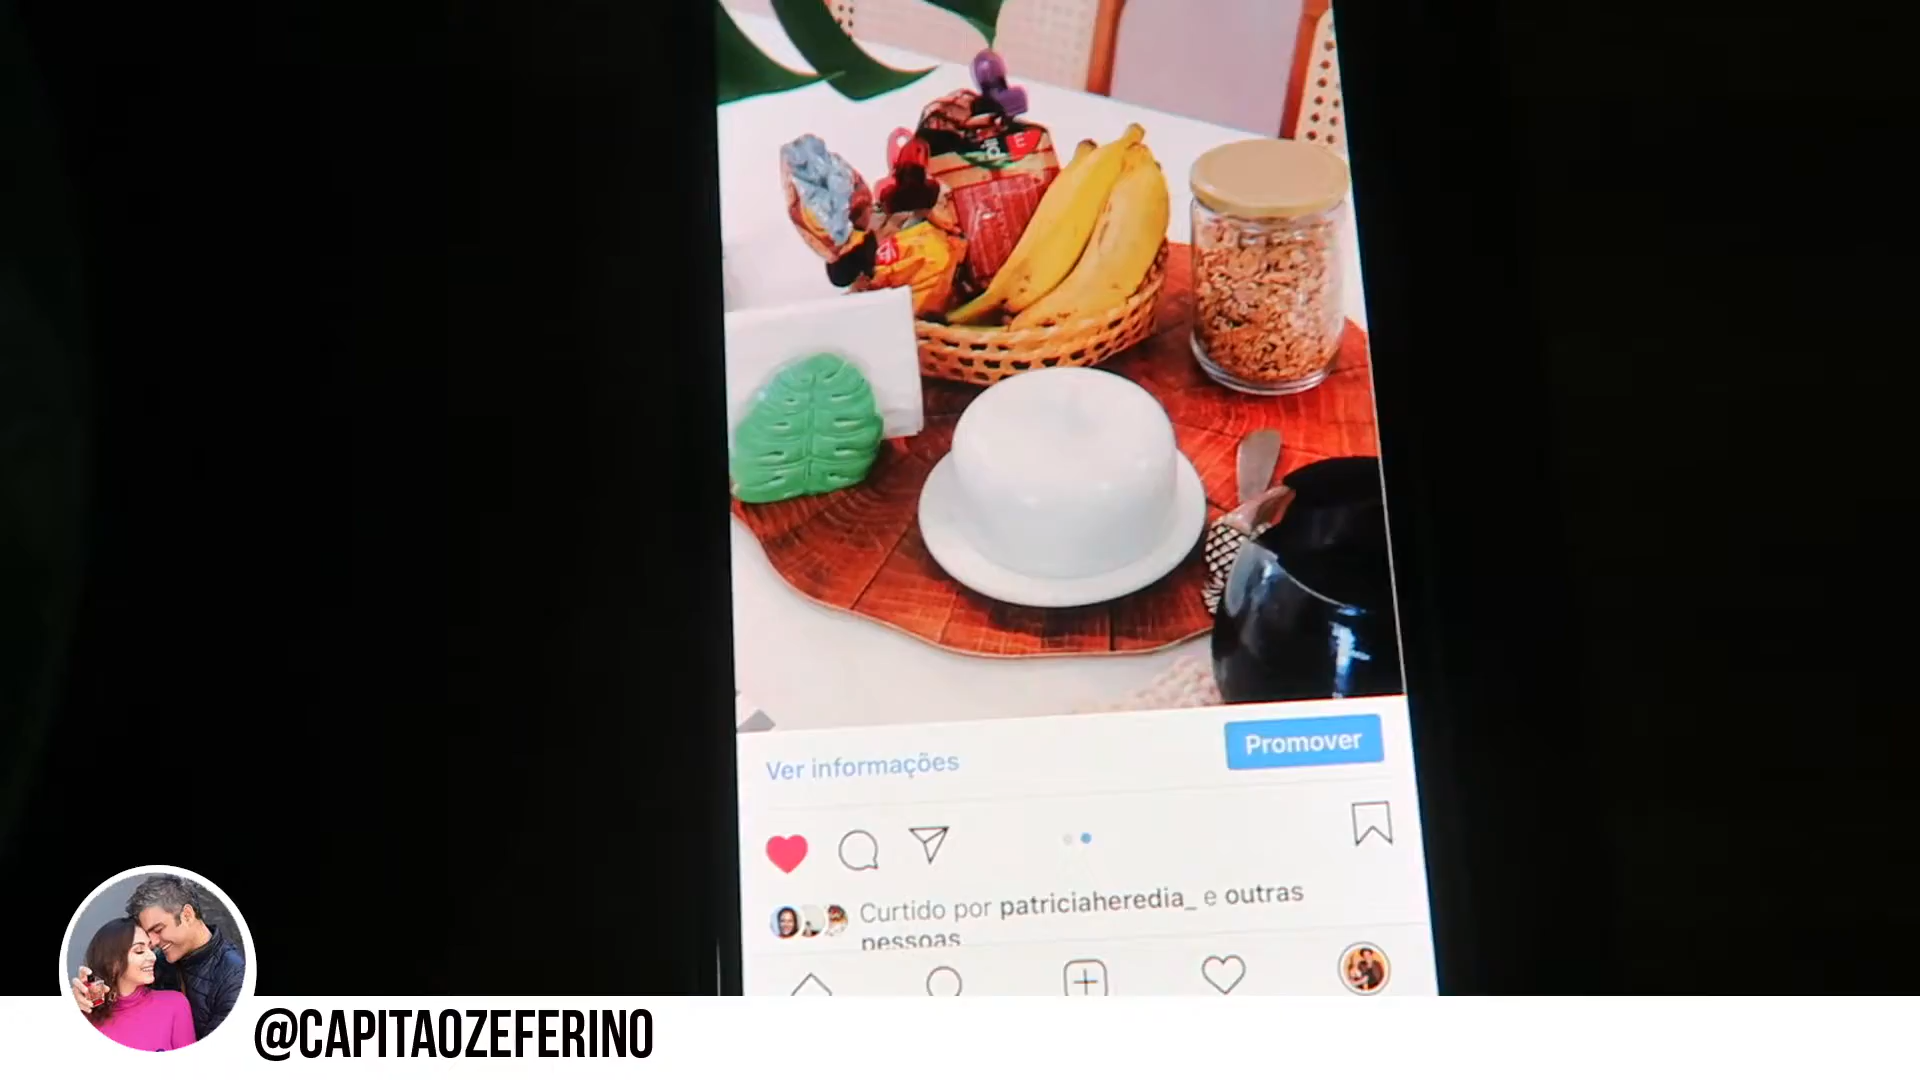 E
Ver informações
Promover
Curtido por patriciaheredia_ e outras
pessoas
@CAPITAOZEFERINO